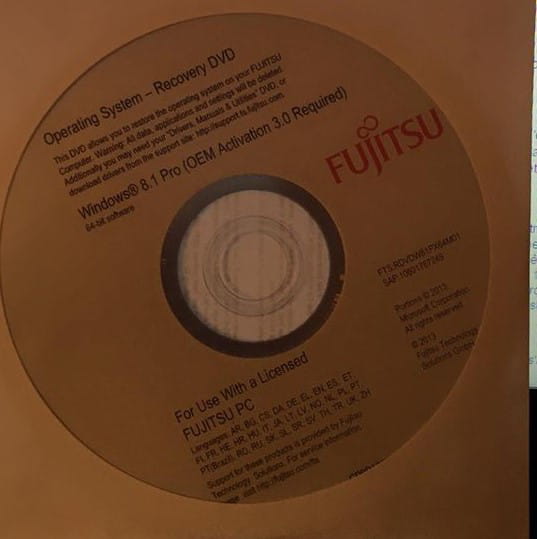 Operating System – Recovery DVD
This DVD allows you to restore the operating system on your FUJITSU
Computer. Warning: All data, applications and settings will be deleted.
Additionally you may need your "Drivers, Manuals & Utilities" DVD, or
download drivers from the support site: http://support.ts.fujitsu.com
Windows® 8.1 Pro (OEM Activation 3.0 Required)
64-bit software
FUJITSU
FTS:RDVDW81PX64M01
SAP:10601767249
Portions © 2013,
Microsoft Corporation
All rights reserved
© 2013
Fujitsu Technology
Solutions GmbH
For Use With a Licensed
FUJITSU PC
Languages: AR, BG, CS, DA, DE, EL, EN, ES, ET,
FI, FR, HE, HR, HU, IT, JA, LT, LV, NO, NL, PL, PT
PT(Brazil), RO, RU, SK, SL, SR, SV, TH, TR, UK, ZH
Support for these products is provided by Fujitsu
Technology Solutions. For service information,
visit http://fujitsu.com/fts